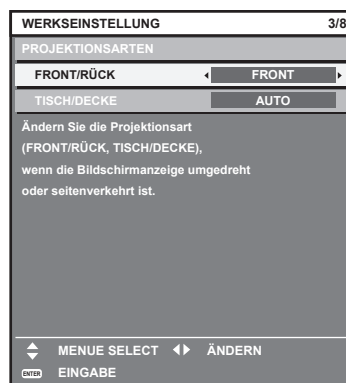 WERKSEINSTELLUNG 3/8
PROJEKTIONSARTEN
FRONT/RÜCK FRONT
TISCH/DECKE AUTO
Ändern Sie die Projektionsart
(FRONT/RÜCK, TISCH/DECKE),
wenn die Bildschirmanzeige umgedreht
oder seitenverkehrt ist.
MENUE SELECT ÄNDERN
ENTER EINGABE